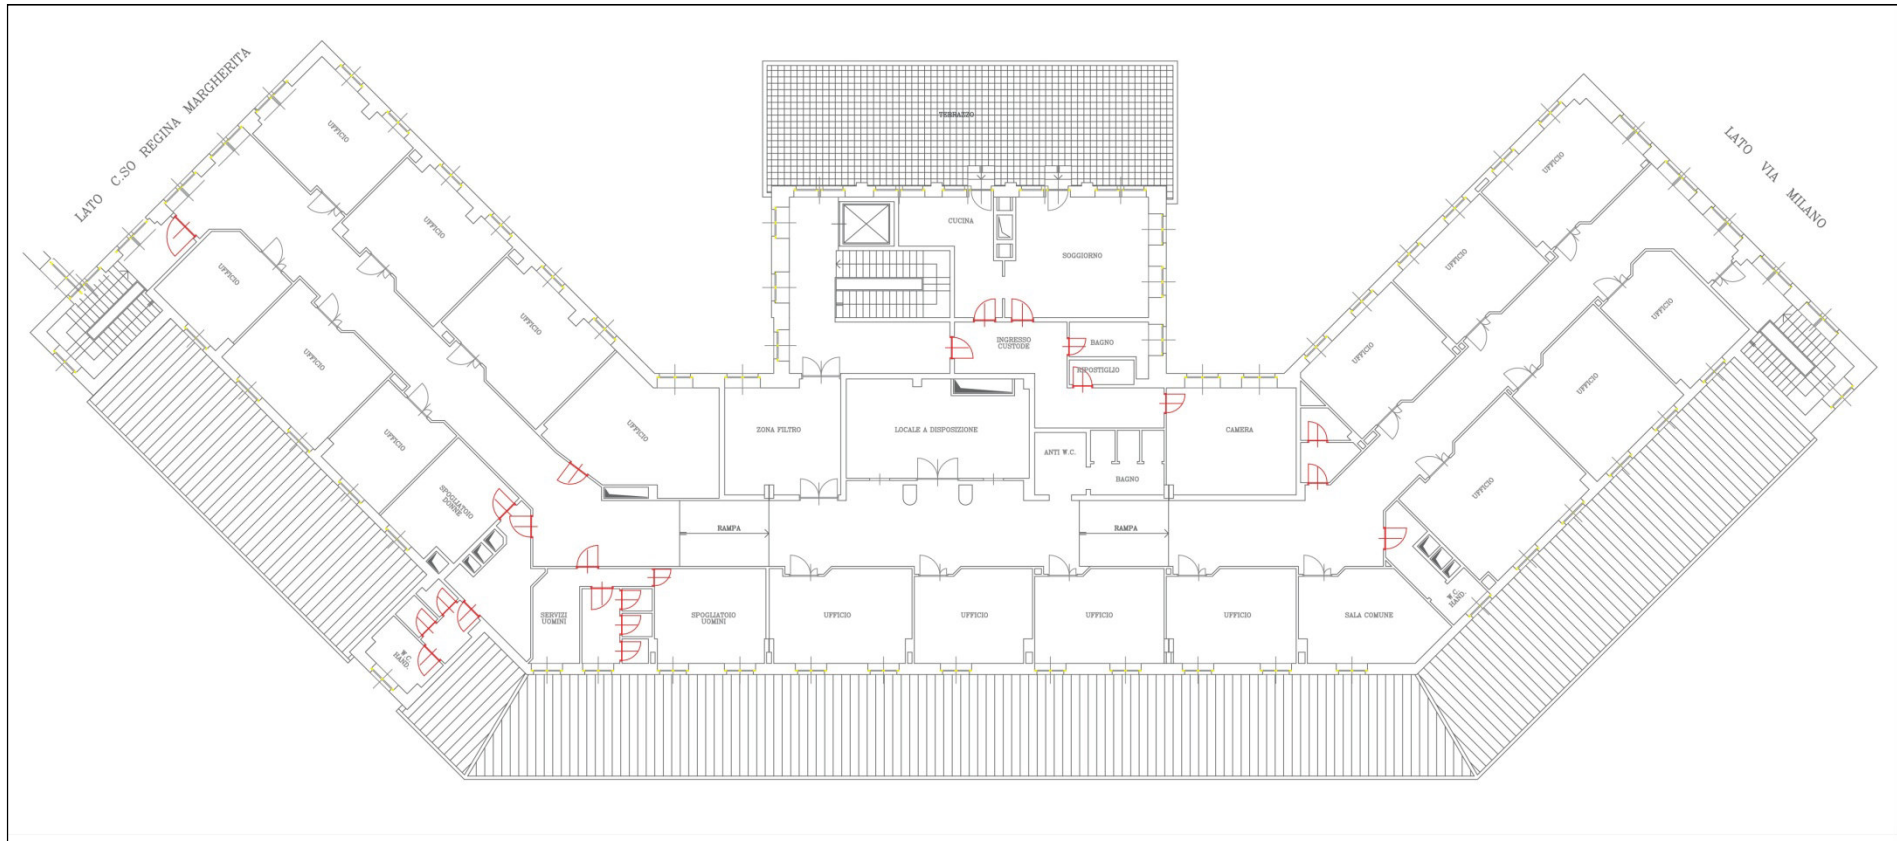 LATO C.SO REGINA MARGHERITA
LATO VIA MILANO
TERRAZZO
UFFICIO
UFFICIO
UFFICIO
UFFICIO
UFFICIO
UFFICIO
UFFICIO
UFFICIO
SPOGLIATOIO
DONNE
CUCINA
SOGGIORNO
INGRESSO
CUSTODE
BAGNO
RIPOSTIGLIO
ZONA FILTRO
LOCALE A DISPOSIZIONE
ANTI W.C.
BAGNO
CAMERA
UFFICIO
UFFICIO
UFFICIO
UFFICIO
UFFICIO
UFFICIO
RAMPA
RAMPA
W.C.
HAND.
SERVIZI
UOMINI
SPOGLIATOIO
UOMINI
UFFICIO
UFFICIO
UFFICIO
UFFICIO
SALA COMUNE
W.C.
HAND.